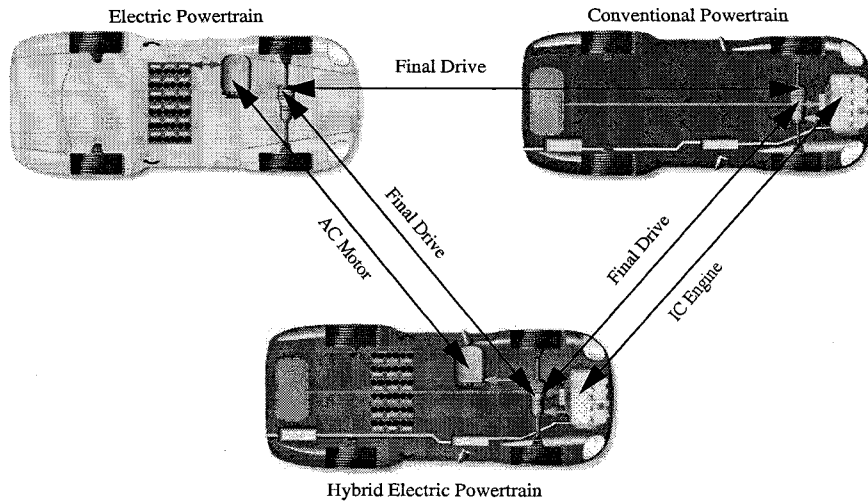 Electric Powertrain
Conventional Powertrain
Final Drive
Final Drive
AC Motor
Final Drive
IC Engine
Hybrid Electric Powertrain